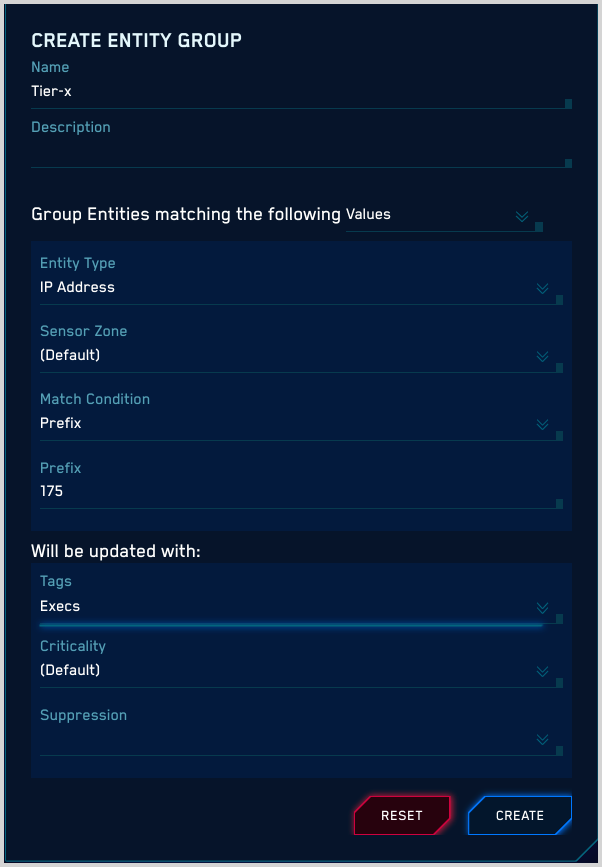 CREATE ENTITY GROUP
Name
Tier-x
Description
Group Entities matching the following Values
Entity Type
IP Address
Sensor Zone
(Default)
Match Condition
Prefix
Prefix
175
Will be updated with:
Tags
Execs
Criticality
(Default)
Suppression
RESET CREATE